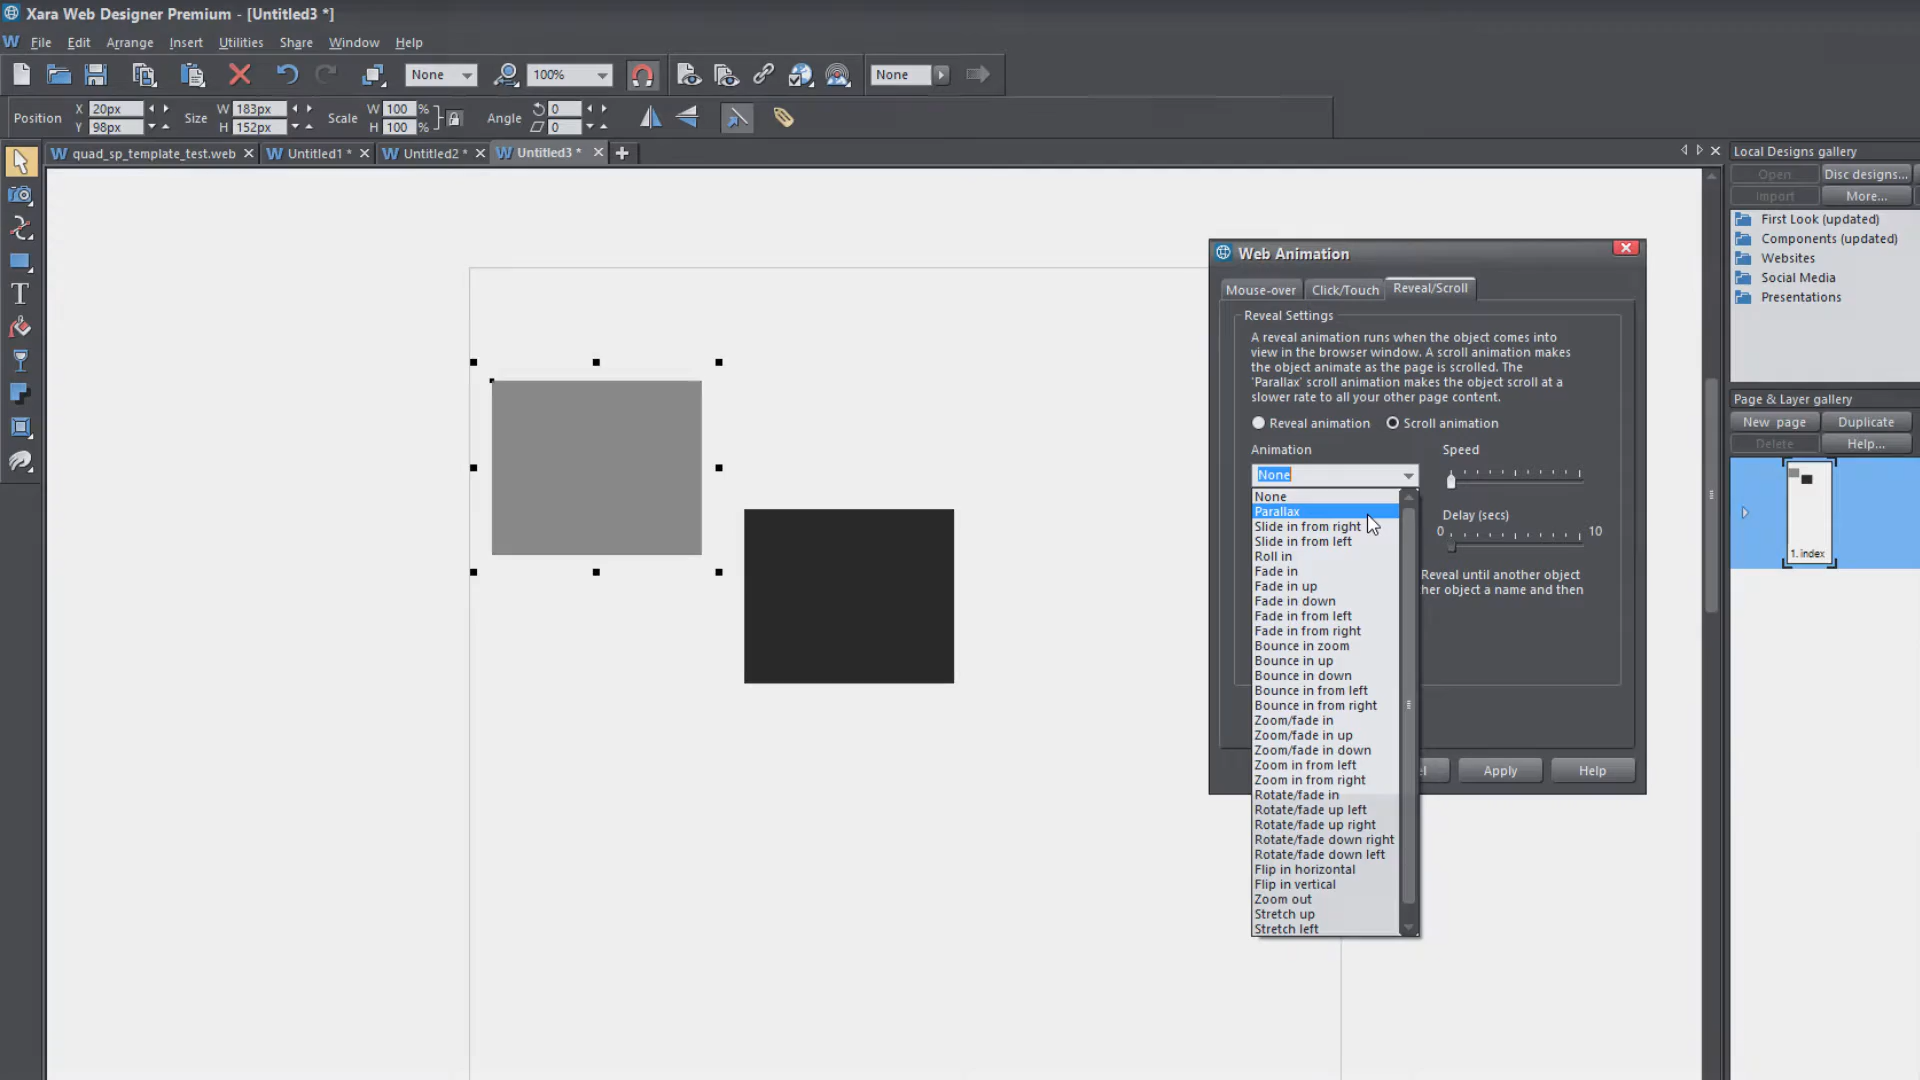 Xara Web Designer Premium - [Untitled3 *]
W File Edit Arrange Insert Utilities Share Window Help
None 100% None
Position X 20px Y 98px Size W 183px H 152px Scale W 100 % H 100 % Angle 0 0
W quad_sp_template_test.web W Untitled1 * W Untitled2 * W Untitled3 *
Local Designs gallery
Open Disc designs...
Import More...
First Look (updated)
Components (updated)
Websites
Social Media
Presentations
Page & Layer gallery
New page Duplicate
Delete Help...
1. index
T
Web Animation
Mouse-over Click/Touch Reveal/Scroll
Reveal Settings
A reveal animation runs when the object comes into
view in the browser window. A scroll animation makes
the object animate as the page is scrolled. The
'Parallax' scroll animation makes the object scroll at a
slower rate to all your other page content.
Reveal animation Scroll animation
Animation Speed
None
Delay (secs)
0 10
Reveal until another object
her object a name and then
None
Parallax
Slide in from right
Slide in from left
Roll in
Fade in
Fade in up
Fade in down
Fade in from left
Fade in from right
Bounce in zoom
Bounce in up
Bounce in down
Bounce in from left
Bounce in from right
Zoom/fade in
Zoom/fade in up
Zoom/fade in down
Zoom in from left
Zoom in from right
Rotate/fade in
Rotate/fade up left
Rotate/fade up right
Rotate/fade down right
Rotate/fade down left
Flip in horizontal
Flip in vertical
Zoom out
Stretch up
Stretch left
el Apply Help